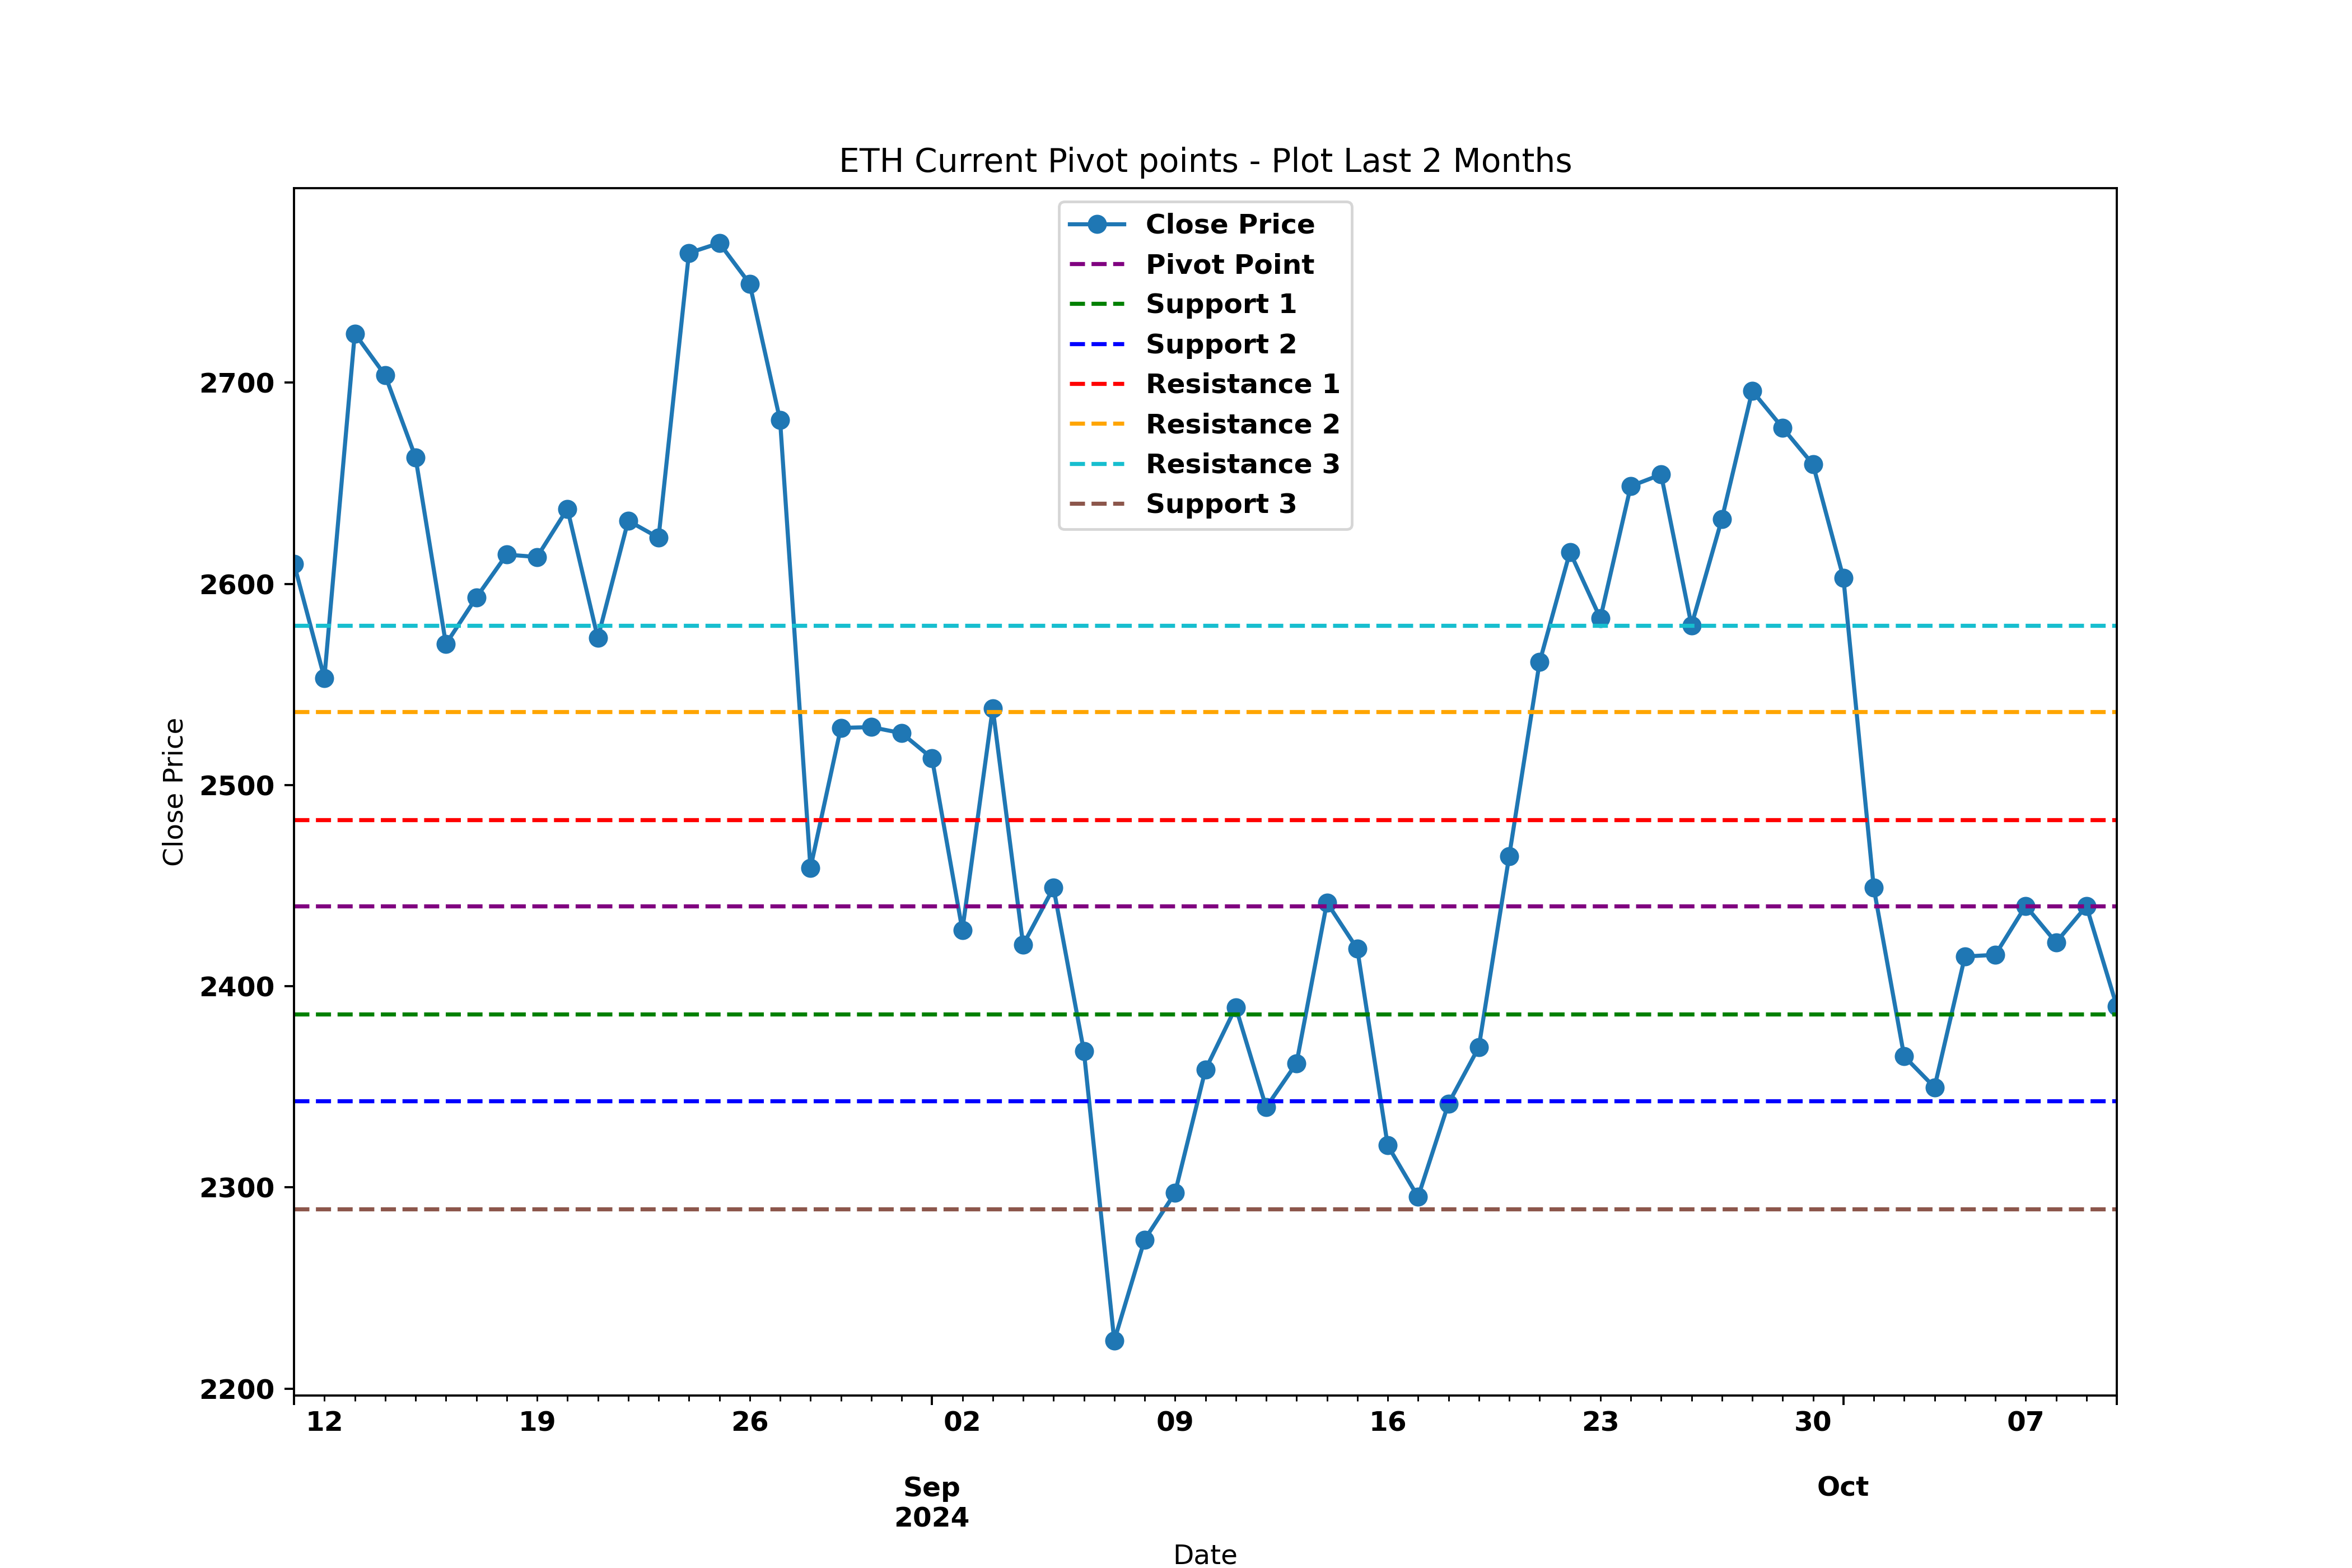 ETH Current Pivot points - Plot Last 2 Months
Close Price
Pivot Point
Support 1
Support 2
Resistance 1
Resistance 2
Resistance 3
Support 3
Close Price
2700
2600
2500
2400
2300
2200
12 19 26 02 09 16 23 30 07
Sep Oct
2024
Date